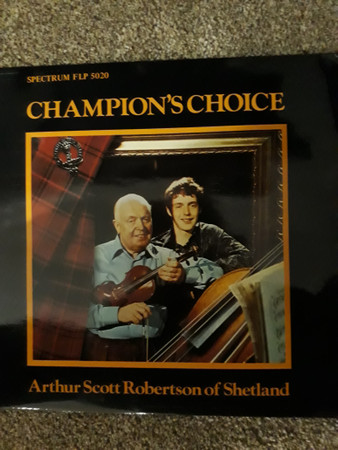 SPECTRUM FLP 5020
CHAMPION'S CHOICE
Arthur Scott Robertson of Shetland